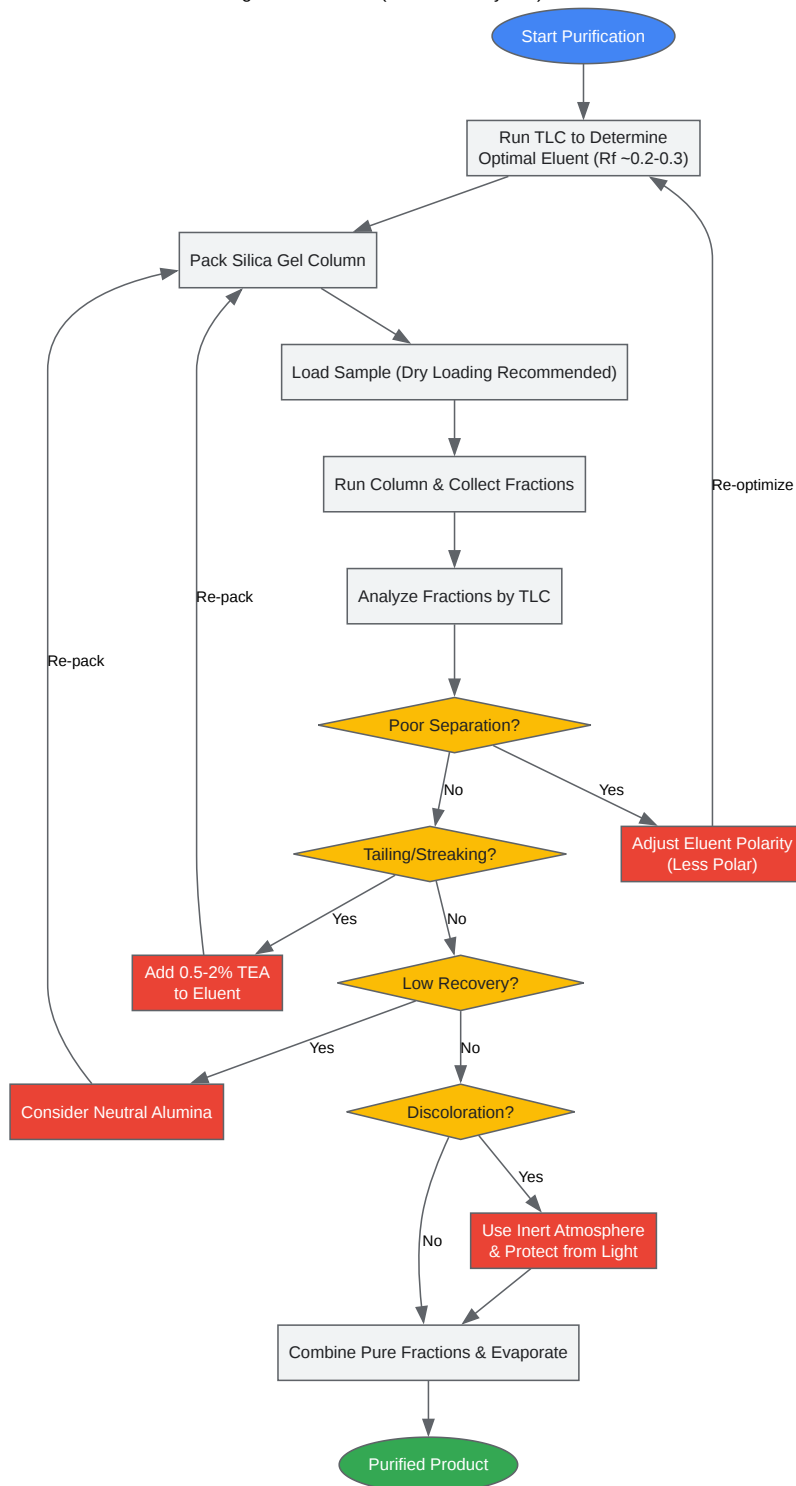 Start Purification
Run TLC to Determine
Optimal Eluent (Rf ~0.2-0.3)
Pack Silica Gel Column
Load Sample (Dry Loading Recommended)
Run Column & Collect Fractions
Re-optimize
Analyze Fractions by TLC
Re-pack
Re-pack
Poor Separation?
No
Yes
Tailing/Streaking?
Adjust Eluent Polarity
(Less Polar)
Yes
No
Add 0.5-2% TEA
to Eluent
Low Recovery?
Yes
No
Consider Neutral Alumina
Discoloration?
Yes
No
Use Inert Atmosphere
& Protect from Light
Combine Pure Fractions & Evaporate
Purified Product